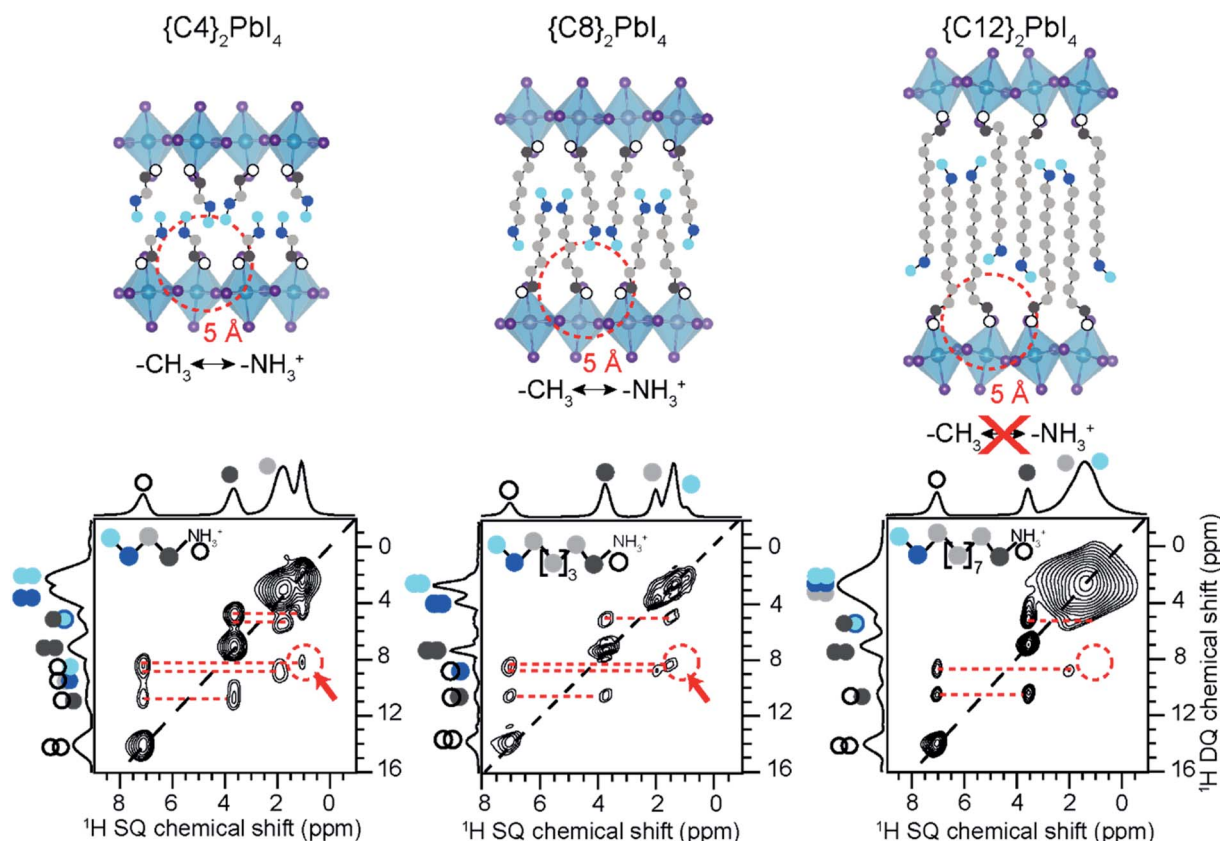 {C4}₂PbI₄
{C8}₂PbI₄
{C12}₂PbI₄
5 Å
-CH₃ ↔ -NH₃⁺
5 Å
-CH₃ ↔ -NH₃⁺
5 Å
-CH₃ ↔ -NH₃⁺
NH₃⁺
0
4
8
12
16
8 6 4 2 0
¹H SQ chemical shift (ppm)
NH₃⁺
[ ]₃
0
4
8
12
16
8 6 4 2 0
¹H SQ chemical shift (ppm)
NH₃⁺
[ ]₇
0
4
8
12
16
8 6 4 2 0
¹H SQ chemical shift (ppm)
¹H DQ chemical shift (ppm)